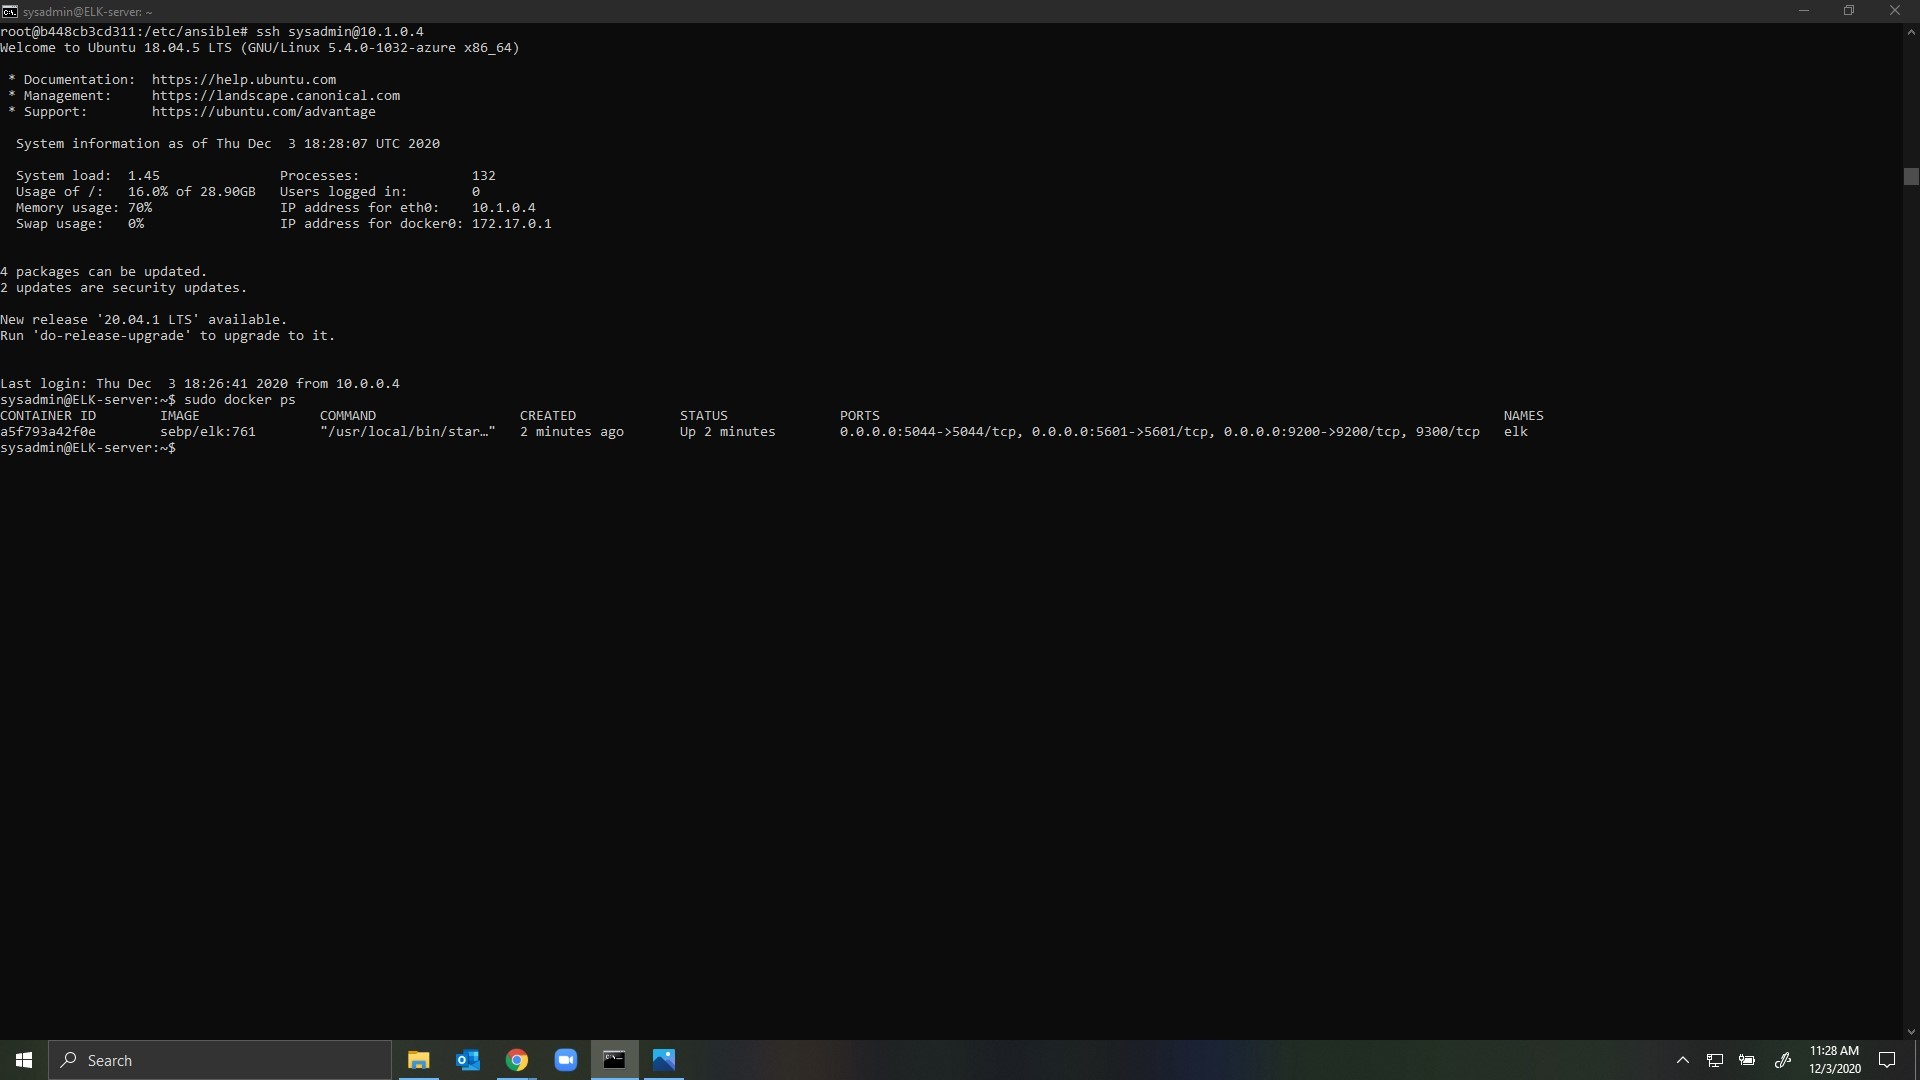 sysadmin@ELK-server: ~
root@b448cb3cd311:/etc/ansible# ssh sysadmin@10.1.0.4
Welcome to Ubuntu 18.04.5 LTS (GNU/Linux 5.4.0-1032-azure x86_64)
* Documentation:  https://help.ubuntu.com
* Management:     https://landscape.canonical.com
* Support:        https://ubuntu.com/advantage
System information as of Thu Dec  3 18:28:07 UTC 2020
System load:  1.45               Processes:              132
Usage of /:   16.0% of 28.90GB   Users logged in:        0
Memory usage: 70%                IP address for eth0:    10.1.0.4
Swap usage:   0%                 IP address for docker0: 172.17.0.1
4 packages can be updated.
2 updates are security updates.
New release '20.04.1 LTS' available.
Run 'do-release-upgrade' to upgrade to it.
Last login: Thu Dec  3 18:26:41 2020 from 10.0.0.4
sysadmin@ELK-server:~$ sudo docker ps
CONTAINER ID        IMAGE               COMMAND                  CREATED             STATUS              PORTS                                                                              NAMES
a5f793a42f0e        sebp/elk:761        "/usr/local/bin/star…"   2 minutes ago       Up 2 minutes        0.0.0.0:5044->5044/tcp, 0.0.0.0:5601->5601/tcp, 0.0.0.0:9200->9200/tcp, 9300/tcp   elk
sysadmin@ELK-server:~$
Search
11:28 AM
12/3/2020